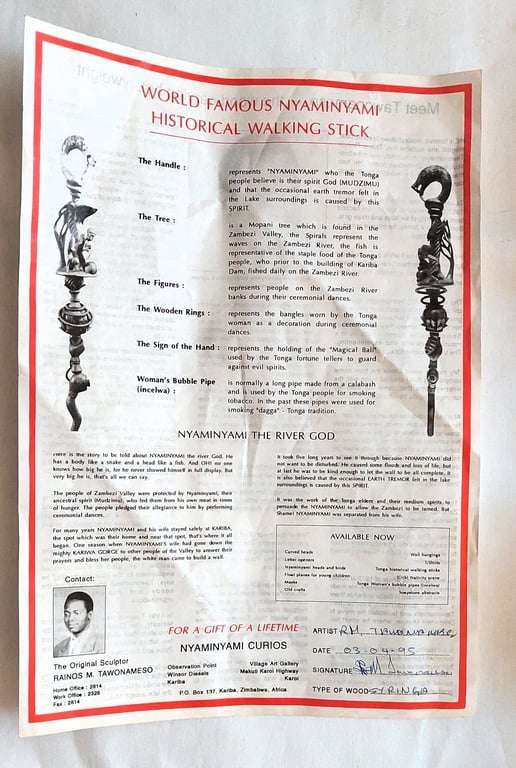 WORLD FAMOUS NYAMINYAMI
HISTORICAL WALKING STICK
The Handle :
represents "NYAMINYAMI" who the Tonga
people believe is their spirit God (MUDZIMU)
and that the occasional earth tremor felt in
the Lake surroundings is caused by this
SPIRIT.
The Tree :
is a Mopani tree which is found in the
Zambezi Valley, the Spirals represent the
waves on the Zambezi River, the fish is
representative of the staple food of the Tonga
people, who prior to the building of Kariba
Dam, fished daily on the Zambezi River.
The Figures :
represents people on the Zambezi River
banks during their ceremonial dances.
The Wooden Rings :
represents the bangles worn by the Tonga
woman as a decoration during ceremonial
dances.
The Sign of the Hand :
represents the holding of the "Magical Ball"
used by the Tonga fortune tellers to guard
against evil spirits.
Woman's Bubble Pipe
(incelwa) :
is normally a long pipe made from a calabash
and is used by the Tonga people for smoking
tobacco. In the past these pipes were used for
smoking "dagga" - Tonga tradition.
NYAMINYAMI THE RIVER GOD
Here is the story to be told about NYAMINYAMI the river God. He
has a body like a snake and a head like a fish. And OH! no one
knows how big he is, for he never showed himself in full display. But
very big he is, that's all we can say.
The people of Zambezi Valley were protected by Nyaminyami, their
ancestral spirit (Mudzimu), who fed them from his own meat in times
of hunger. The people pledged their allegiance to him by performing
ceremonial dances.
For many years NYAMINYAMI and his wife stayed safely at KARIBA,
the spot which was their home and near that spot, that's where it all
began. One season when NYAMINYAMI'S wife had gone down the
mighty KARIWA GORGE to other people of the Valley to answer their
prayers and bless her people, the white man came to build a wall.
It took five long years to see it through because NYAMINYAMI did
not want to be disturbed. He caused some floods and loss of life, but
at last he was to be kind enough to let the wall to be all complete. It
is also believed that the occasional EARTH TREMOR felt in the lake
surroundings is caused by this SPIRIT.
It was the work of the Tonga elders and their medium spirits to
persuade the NYAMINYAMI to allow the Zambezi to be tamed. But
Shame! NYAMINYAMI was separated from his wife.
AVAILABLE NOW
Carved heads
Letter openers
Nyaminyami heads and birds
Float planes for young children
Masks
Old crafts
Wall hangings
T/Shirts
Tonga historical walking sticks
(Crib) Nativity scene
Tonga Woman's bubble pipes (incelwa)
Soapstone abstracts
Contact:
The Original Sculptor
RAINOS M. TAWONAMESO
Home Office : 2814
Work Office : 2328
Fax : 2814
FOR A GIFT OF A LIFETIME
NYAMINYAMI CURIOS
Observation Point
Winsor Diesels
Kariba
Village Art Gallery
Makuti Karoi Highway
Karoi
P.O. Box 137, Kariba, Zimbabwe, Africa
ARTIST R.M. TAWONAMESO
DATE 03-04-95
SIGNATURE
TYPE OF WOOD SYRINGA